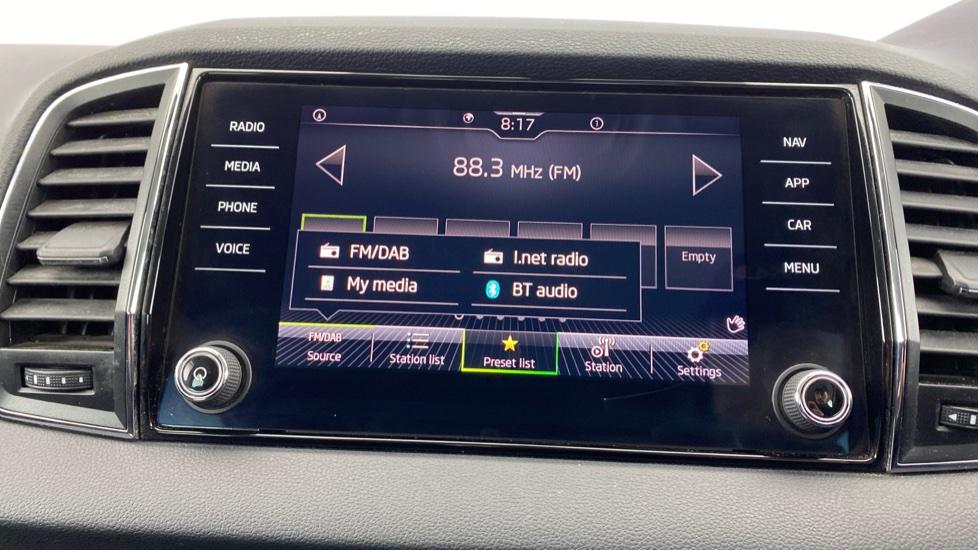 8:17
1
88.3 MHz (FM)
RADIO
MEDIA
PHONE
VOICE
NAV
APP
CAR
MENU
Empty
FM/DAB
I.net radio
My media
BT audio
FM/DAB
Source
Station list
Preset list
Station
Settings